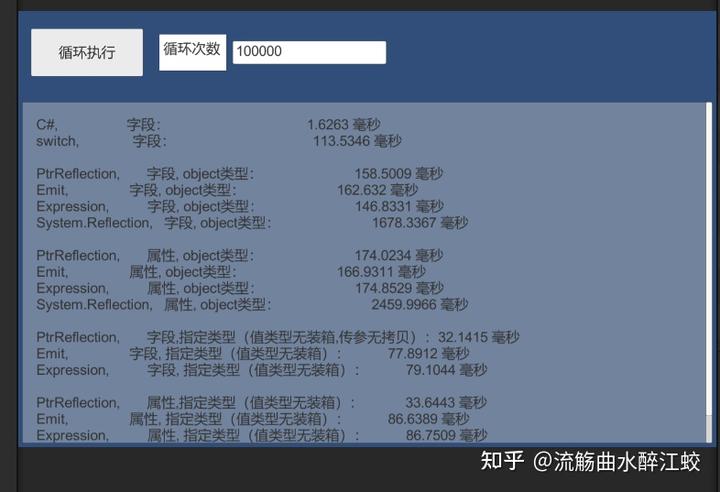 循环执行
循环次数
100000
C#, 字段: 1.6263 毫秒
switch, 字段: 113.5346 毫秒
PtrReflection, 字段, object类型: 158.5009 毫秒
Emit, 字段, object类型: 162.632 毫秒
Expression, 字段, object类型: 146.8331 毫秒
System.Reflection, 字段, object类型: 1678.3367 毫秒
PtrReflection, 属性, object类型: 174.0234 毫秒
Emit, 属性, object类型: 166.9311 毫秒
Expression, 属性, object类型: 174.8529 毫秒
System.Reflection, 属性, object类型: 2459.9966 毫秒
PtrReflection, 字段,指定类型（值类型无装箱,传参无拷贝）: 32.1415 毫秒
Emit, 字段, 指定类型（值类型无装箱）: 77.8912 毫秒
Expression, 字段, 指定类型（值类型无装箱）: 79.1044 毫秒
PtrReflection, 属性,指定类型（值类型无装箱）: 33.6443 毫秒
Emit, 属性, 指定类型（值类型无装箱）: 86.6389 毫秒
Expression, 属性, 指定类型（值类型无装箱）: 86.7509 毫秒
知乎 @流觞曲水醉江蛟